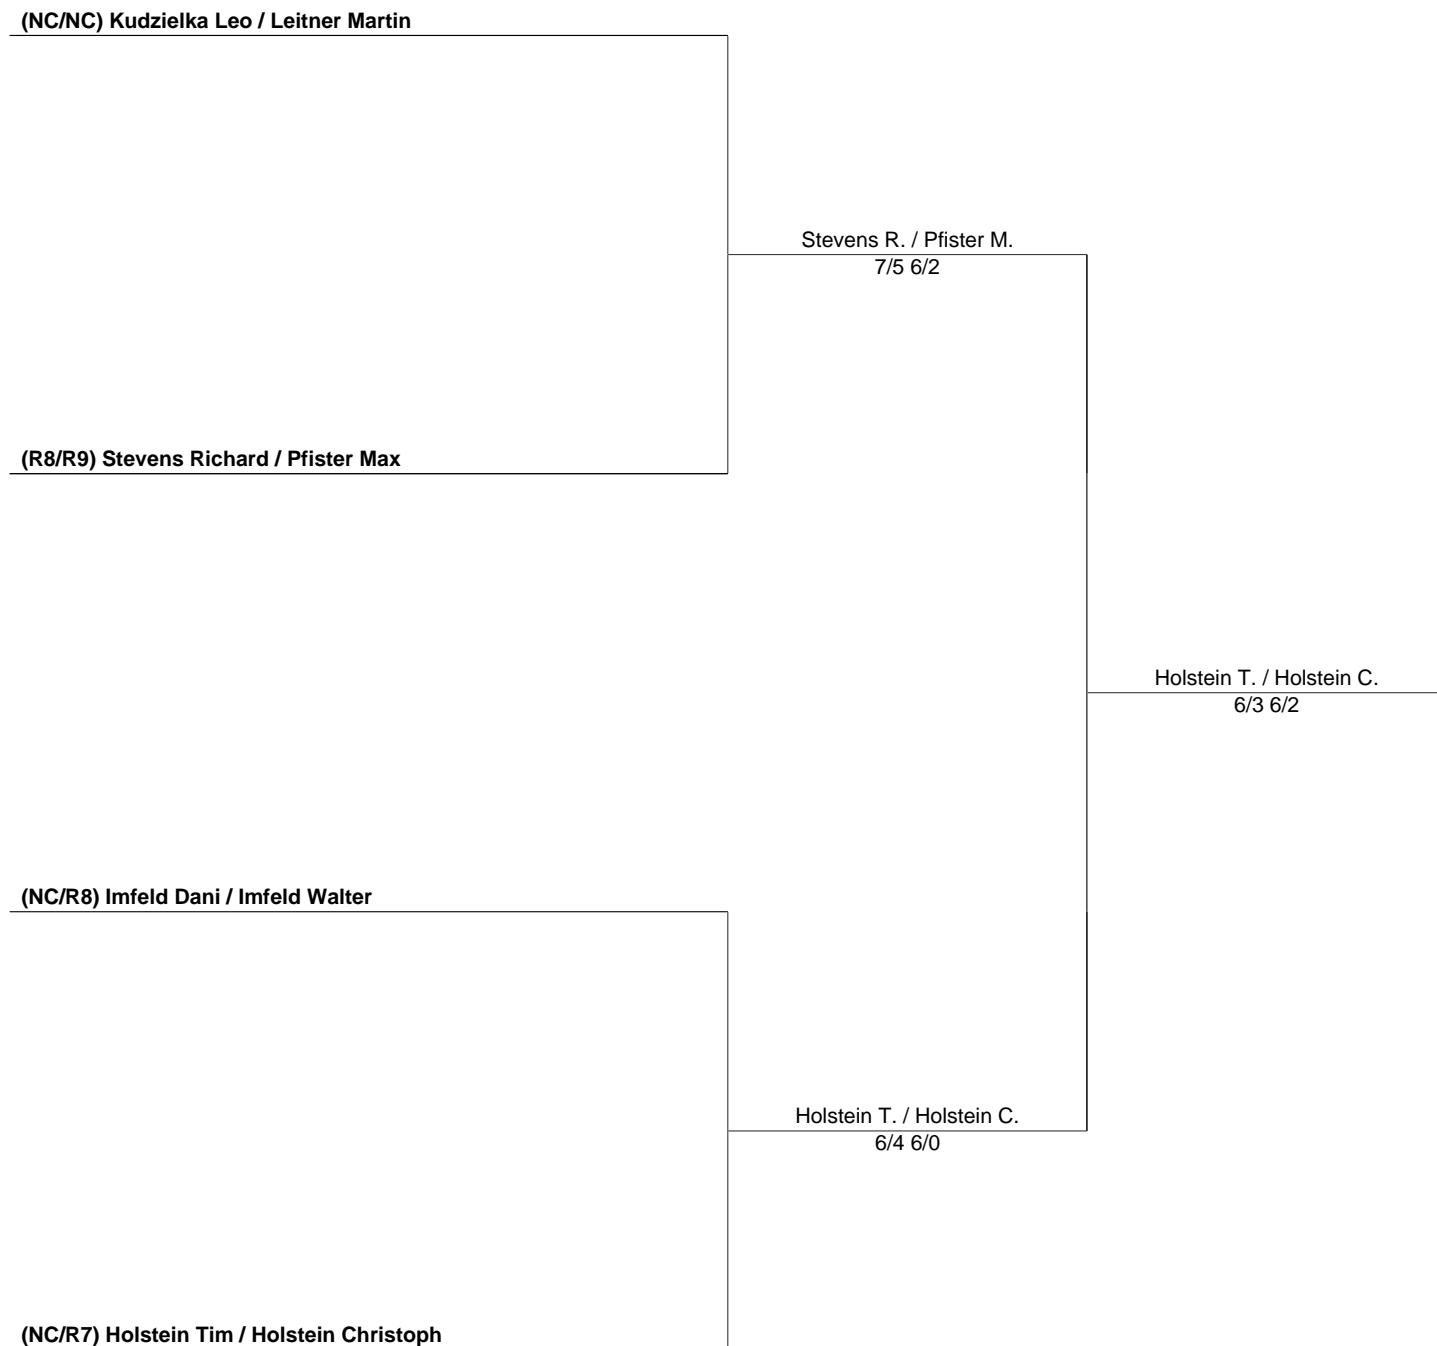 (NC/NC) Kudzielka Leo / Leitner Martin
Stevens R. / Pfister M.
7/5 6/2
(R8/R9) Stevens Richard / Pfister Max
Holstein T. / Holstein C.
6/3 6/2
(NC/R8) Imfeld Dani / Imfeld Walter
Holstein T. / Holstein C.
6/4 6/0
(NC/R7) Holstein Tim / Holstein Christoph